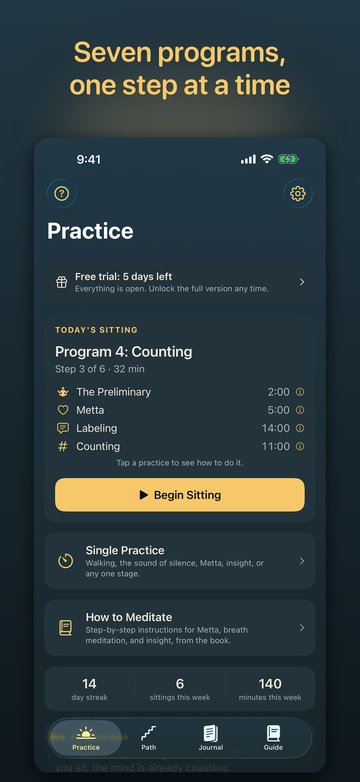 Seven programs,
one step at a time
9:41
Practice
Free trial: 5 days left
Everything is open. Unlock the full version any time.
TODAY'S SITTING
Program 4: Counting
Step 3 of 6 · 32 min
The Preliminary 2:00
Metta 5:00
Labeling 14:00
# Counting 11:00
Tap a practice to see how to do it.
Begin Sitting
Single Practice
Walking, the sound of silence, Metta, insight, or
any one stage.
How to Meditate
Step-by-step instructions for Metta, breath
meditation, and insight, from the book.
14 6 140
day streak sittings this week minutes this week
Practice Path Journal Guide
you sit, the mind is already coasting.